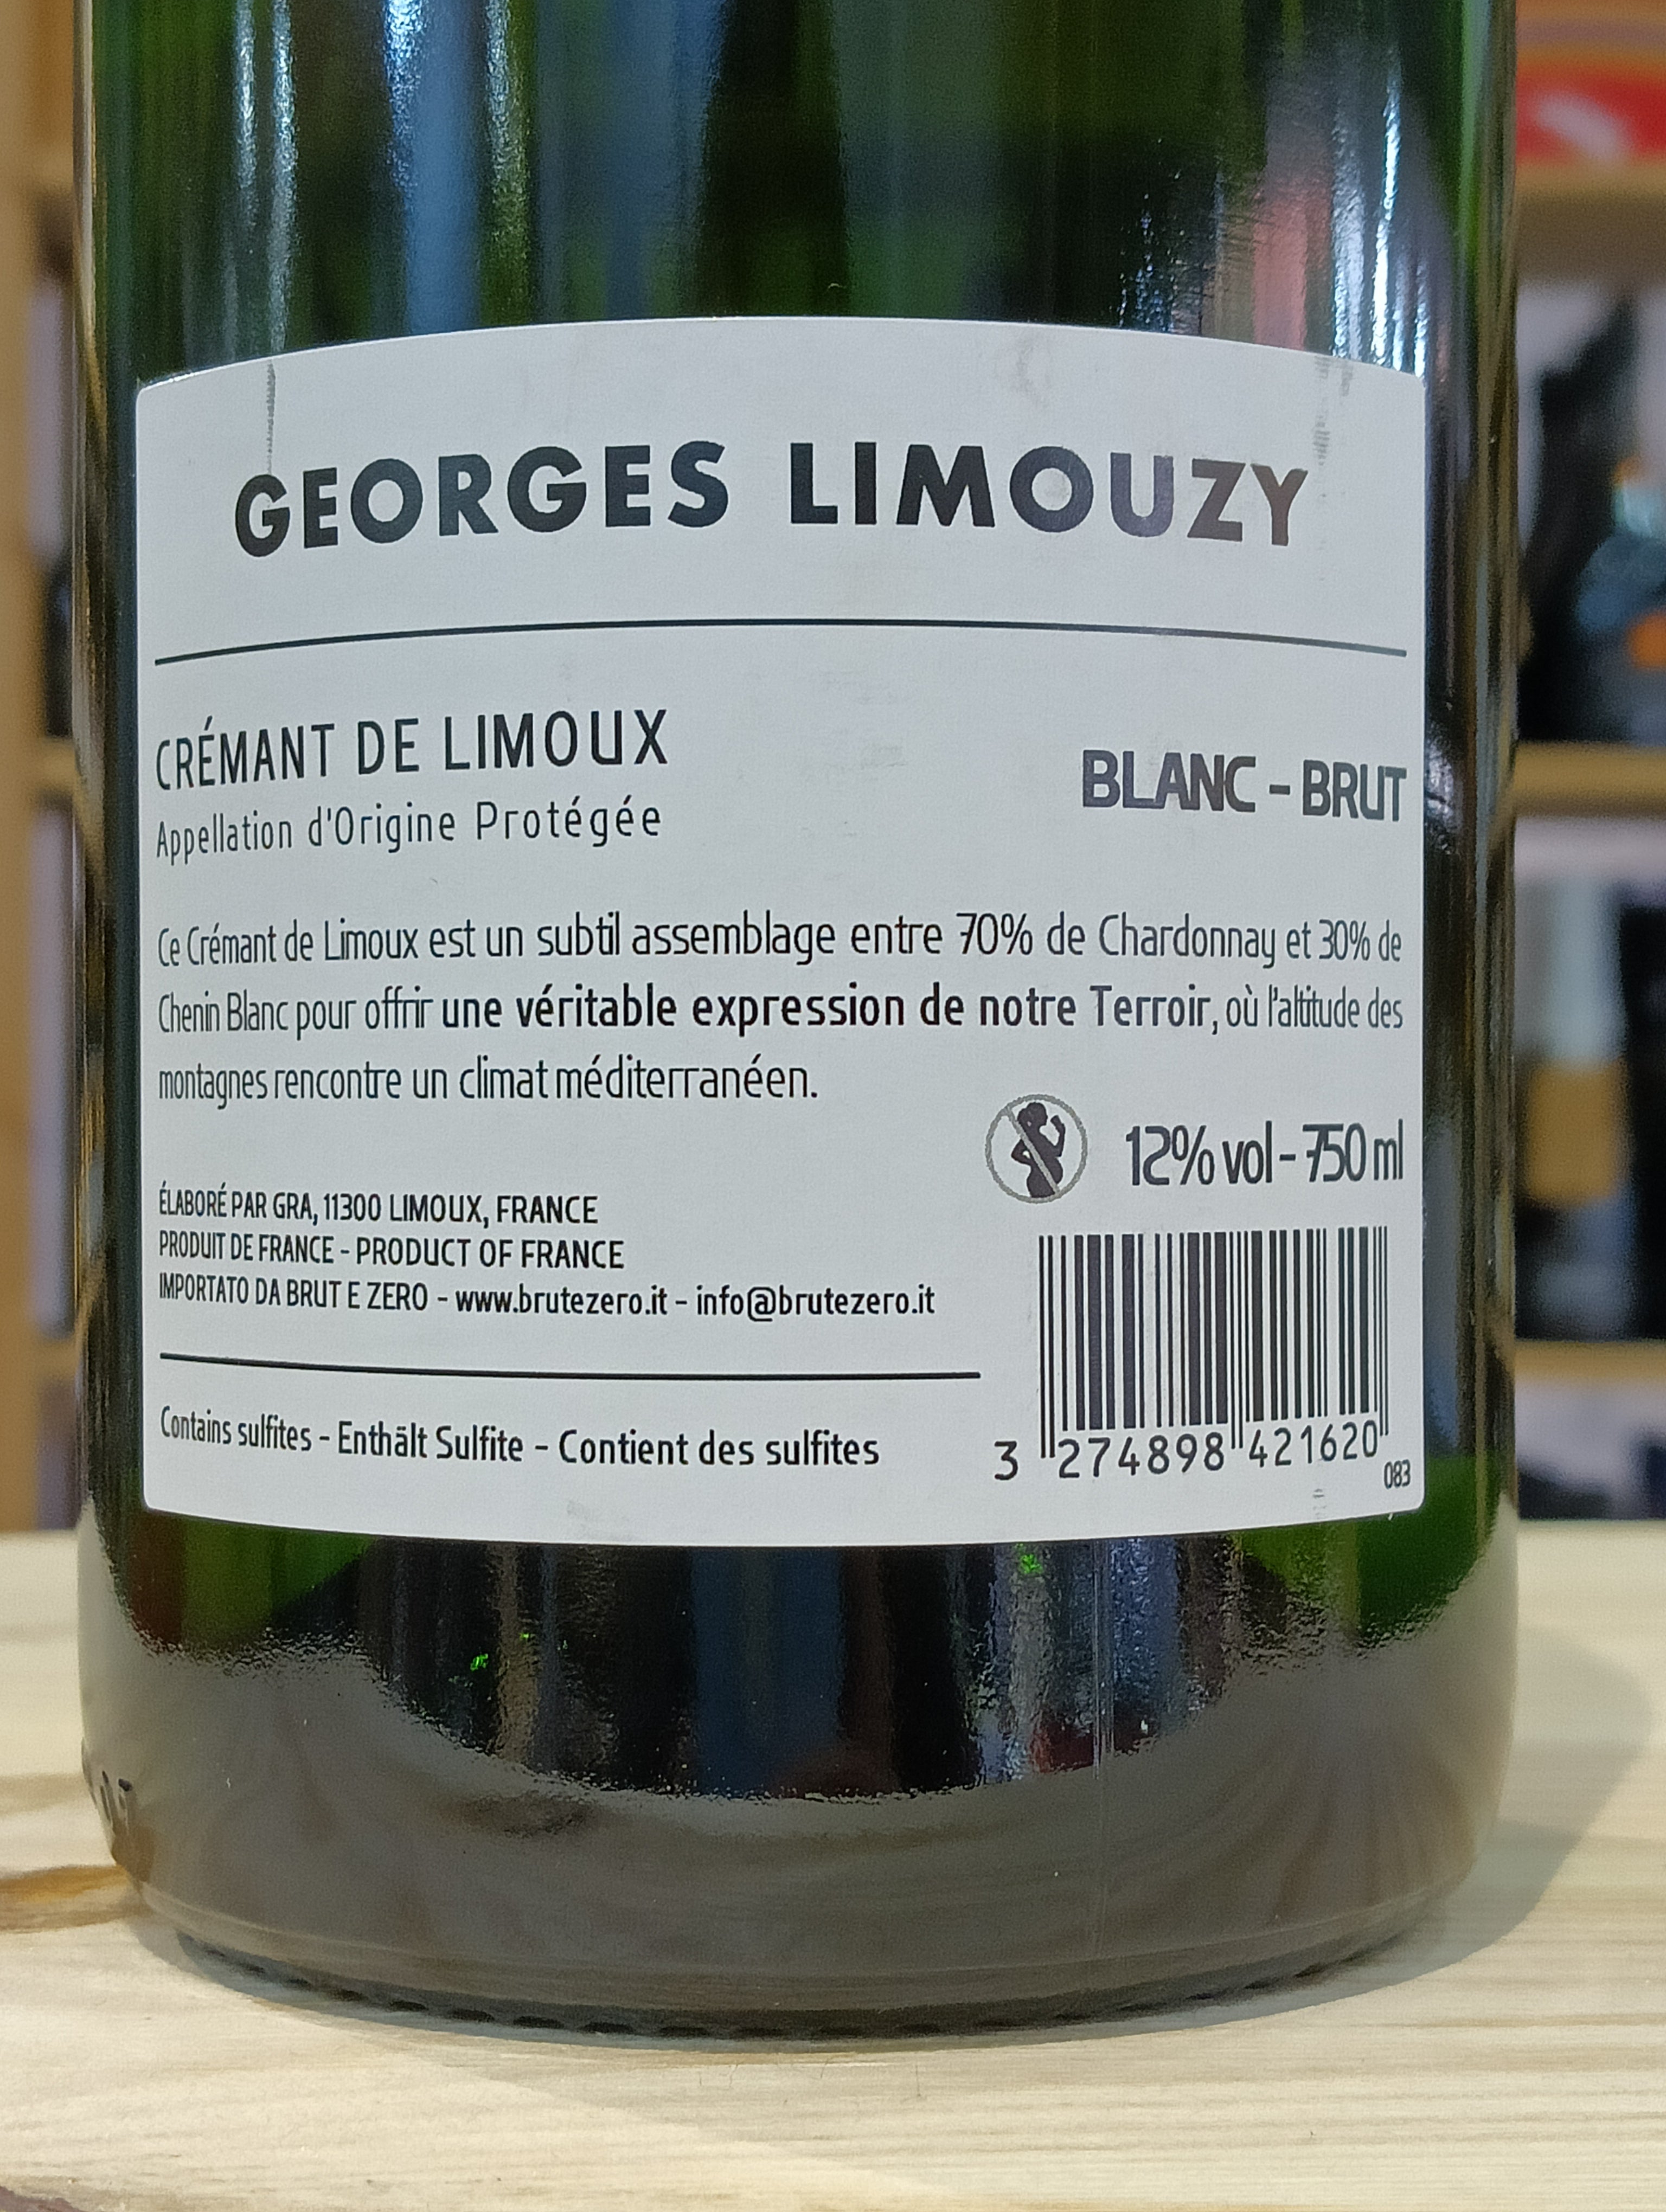 GEORGES LIMOUZY
CRÉMANT DE LIMOUX
Appellation d'Origine Protégée
BLANC - BRUT
Ce Crémant de Limoux est un subtil assemblage entre 70% de Chardonnay et 30% de
Chenin Blanc pour offrir une véritable expression de notre Terroir, où l'altitude des
montagnes rencontre un climat méditerranéen.
12% vol - 750 ml
ÉLABORÉ PAR GRA, 11300 LIMOUX, FRANCE
PRODUIT DE FRANCE - PRODUCT OF FRANCE
IMPORTATO DA BRUT E ZERO - www.brutezero.it - info@brutezero.it
Contains sulfites - Enthält Sulfite - Contient des sulfites
3 274898 421620
083